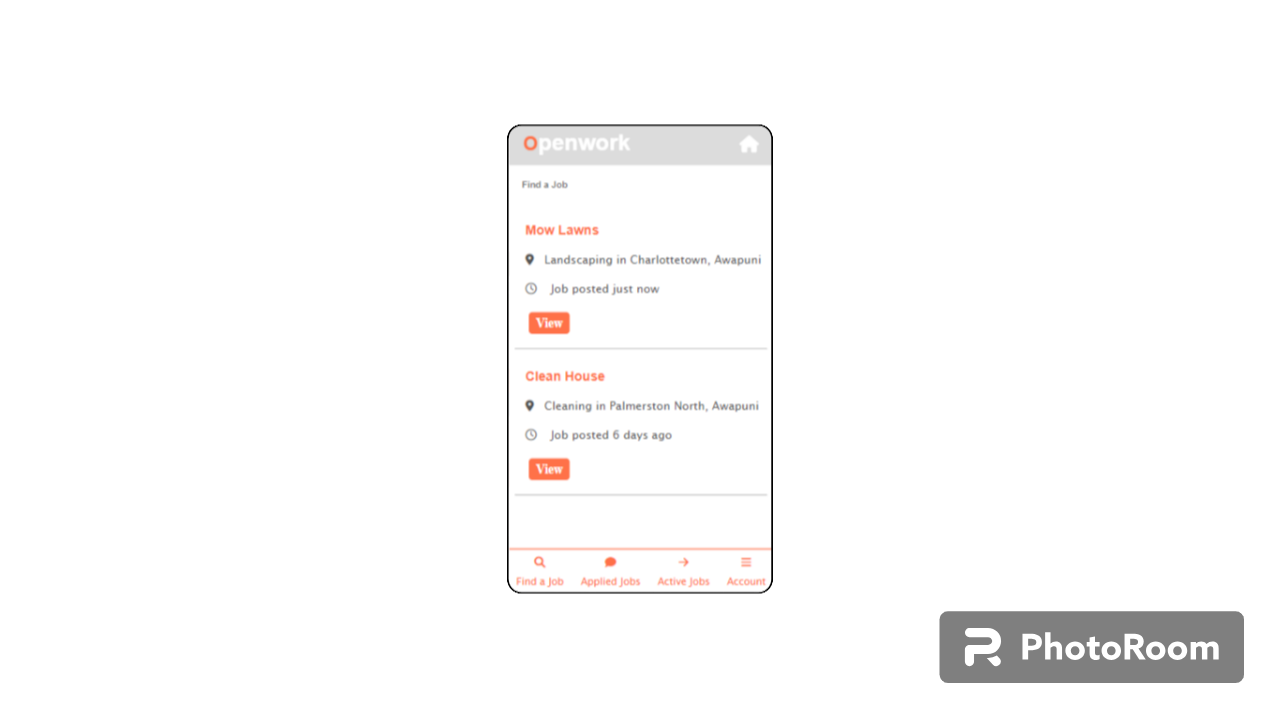 Openwork
Find a Job
Mow Lawns
Landscaping in Charlottetown, Awapuni
Job posted just now
View
Clean House
Cleaning in Palmerston North, Awapuni
Job posted 6 days ago
View
Find a Job Applied Jobs Active Jobs Account
PhotoRoom